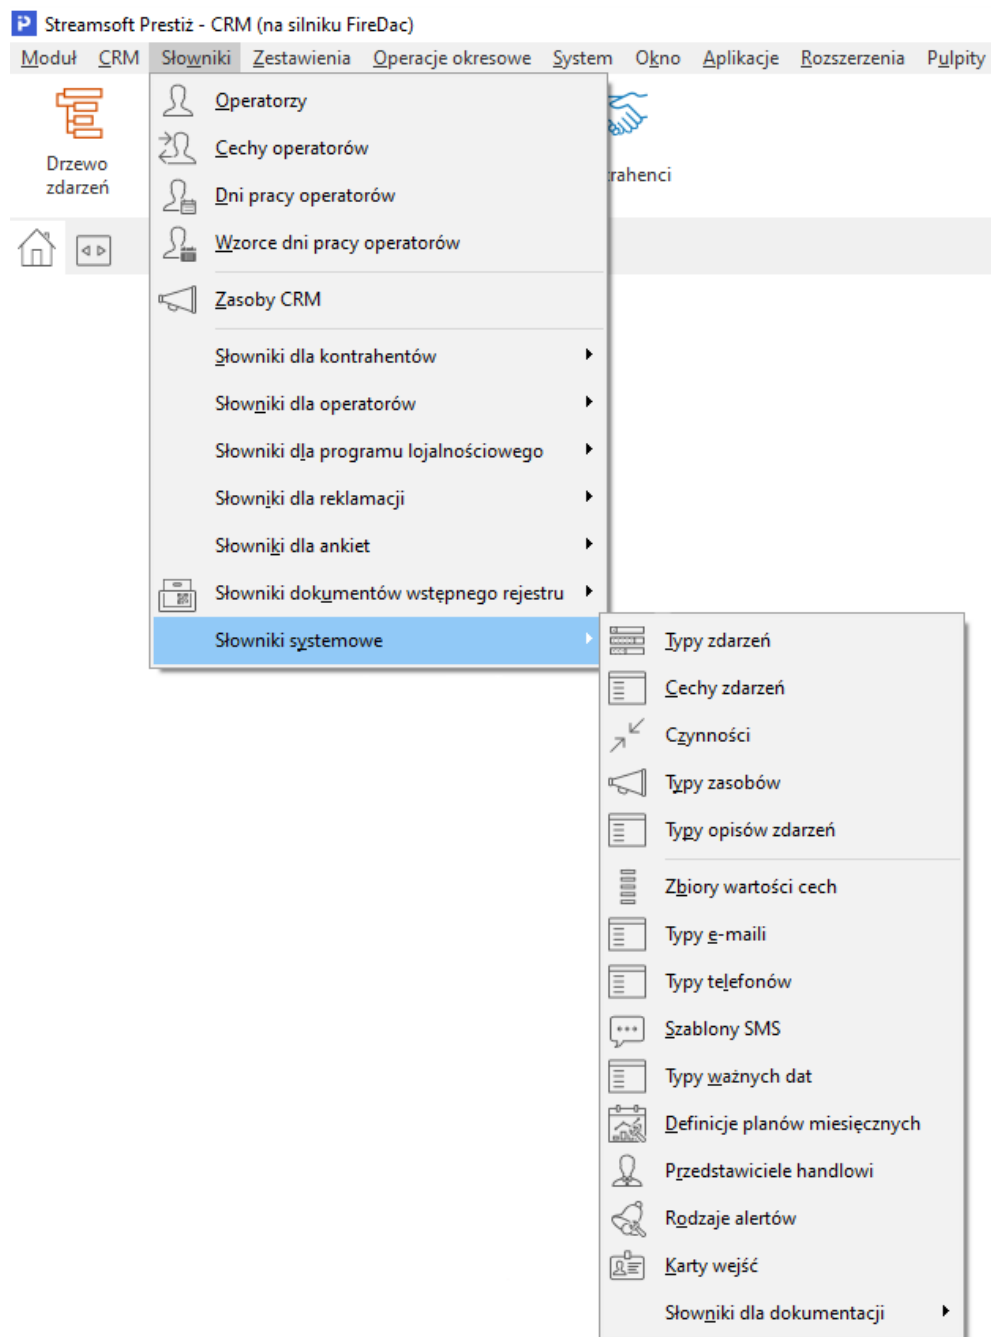 Streamsoft Prestiż - CRM (na silniku FireDac)
Moduł CRM Słowniki Zestawienia Operacje okresowe System Okno Aplikacje Rozszerzenia Pulpity
Drzewo
zdarzeń
rahenci
Operatorzy
Cechy operatorów
Dni pracy operatorów
Wzorce dni pracy operatorów
Zasoby CRM
Słowniki dla kontrahentów
Słowniki dla operatorów
Słowniki dla programu lojalnościowego
Słowniki dla reklamacji
Słowniki dla ankiet
Słowniki dokumentów wstępnego rejestru
Słowniki systemowe
Typy zdarzeń
Cechy zdarzeń
Czynności
Typy zasobów
Typy opisów zdarzeń
Zbiory wartości cech
Typy e-maili
Typy telefonów
Szablony SMS
Typy ważnych dat
Definicje planów miesięcznych
Przedstawiciele handlowi
Rodzaje alertów
Karty wejść
Słowniki dla dokumentacji